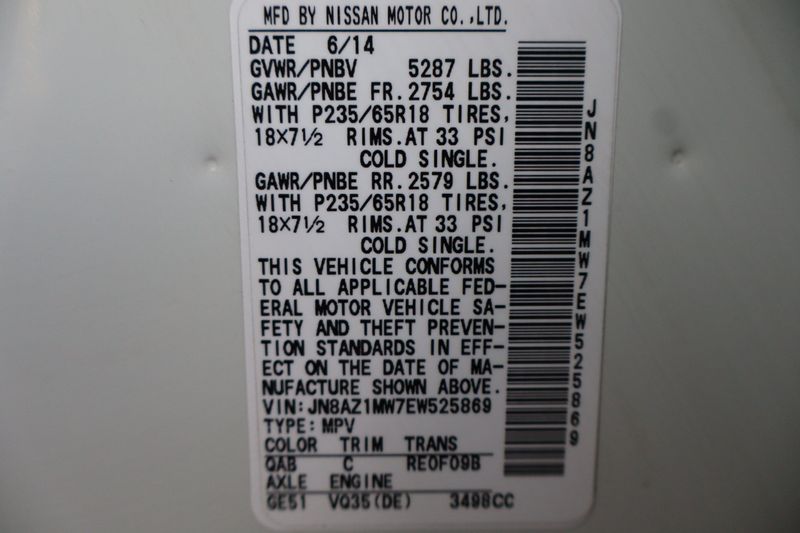 MFD BY NISSAN MOTOR CO.,LTD.
DATE 6/14
GVWR/PNBV 5287 LBS.
GAWR/PNBE FR.2754 LBS.
WITH P235/65R18 TIRES,
18×7½ RIMS.AT 33 PSI
COLD SINGLE.
GAWR/PNBE RR.2579 LBS.
WITH P235/65R18 TIRES,
18×7½ RIMS.AT 33 PSI
COLD SINGLE.
THIS VEHICLE CONFORMS
TO ALL APPLICABLE FED-
ERAL MOTOR VEHICLE SA-
FETY AND THEFT PREVEN-
TION STANDARDS IN EFF-
ECT ON THE DATE OF MA-
NUFACTURE SHOWN ABOVE.
VIN:JN8AZ1MW7EW525869
TYPE:MPV
COLOR TRIM TRANS
QAB C RE0F09B
AXLE ENGINE
GE51 VQ35(DE) 3498CC
JN8AZ1MW7EW525869